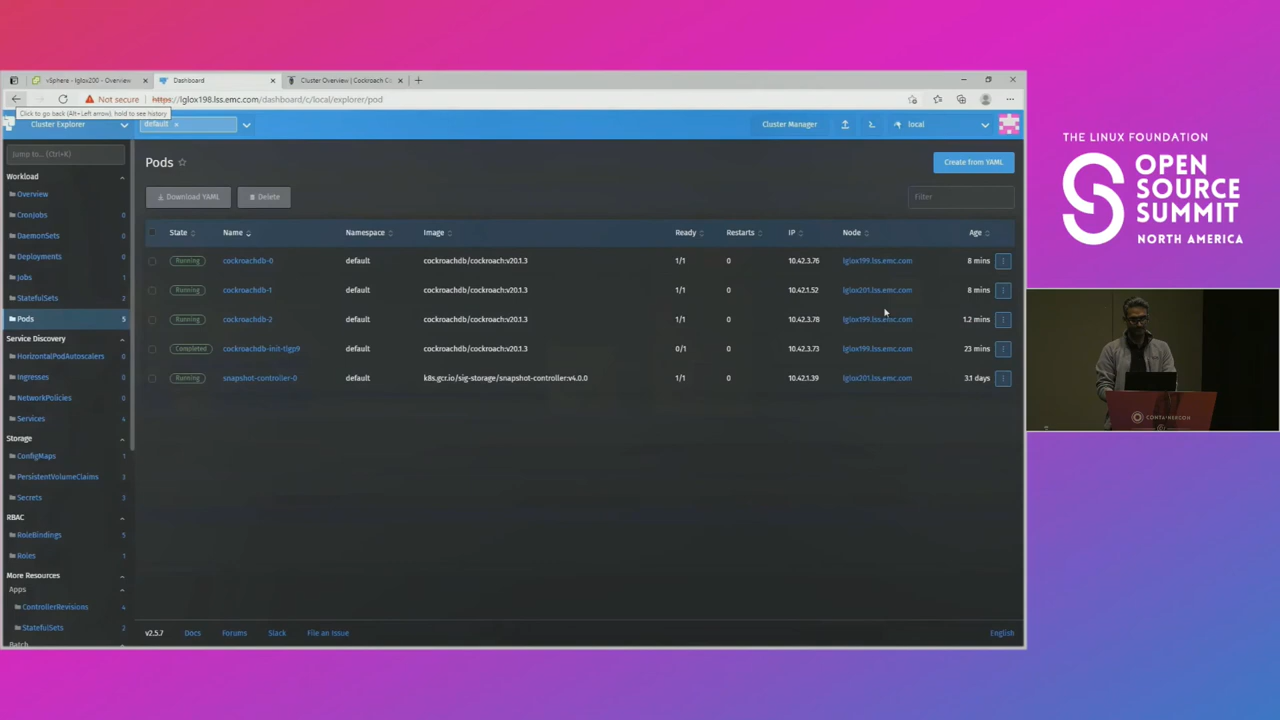 vSphere - lglox200 - Overview
Dashboard
Cluster Overview | Cockroach Co
Not secure
https://lglox198.lss.emc.com/dashboard/c/local/explorer/pod
Click to go back (Alt+Left arrow), hold to see history
Cluster Explorer
default
Cluster Manager
local
Jump to... (Ctrl+K)
Workload
Overview
CronJobs 0
DaemonSets 0
Deployments 0
Jobs 1
StatefulSets 2
Pods 5
Service Discovery
HorizontalPodAutoscalers 0
Ingresses 0
NetworkPolicies 0
Services 4
Storage
ConfigMaps 2
PersistentVolumeClaims 3
Secrets 3
RBAC
RoleBindings 5
Roles 1
More Resources
Apps
ControllerRevisions 4
StatefulSets 2
Batch
Pods
Create from YAML
Download YAML
Delete
Filter
State Name Namespace Image Ready Restarts IP Node Age
Running cockroachdb-0 default cockroachdb/cockroach:v20.1.3 1/1 0 10.42.3.76 lglox199.lss.emc.com 8 mins
Running cockroachdb-1 default cockroachdb/cockroach:v20.1.3 1/1 0 10.42.1.52 lglox201.lss.emc.com 8 mins
Running cockroachdb-2 default cockroachdb/cockroach:v20.1.3 1/1 0 10.42.3.78 lglox199.lss.emc.com 1.2 mins
Completed cockroachdb-init-tlgp9 default cockroachdb/cockroach:v20.1.3 0/1 0 10.42.3.73 lglox199.lss.emc.com 23 mins
Running snapshot-controller-0 default k8s.gcr.io/sig-storage/snapshot-controller:v4.0.0 1/1 0 10.42.1.39 lglox201.lss.emc.com 3.1 days
v2.5.7
Docs
Forums
Slack
File an Issue
English
THE LINUX FOUNDATION
OPEN
SOURCE
SUMMIT
NORTH AMERICA
CONTAINERCON